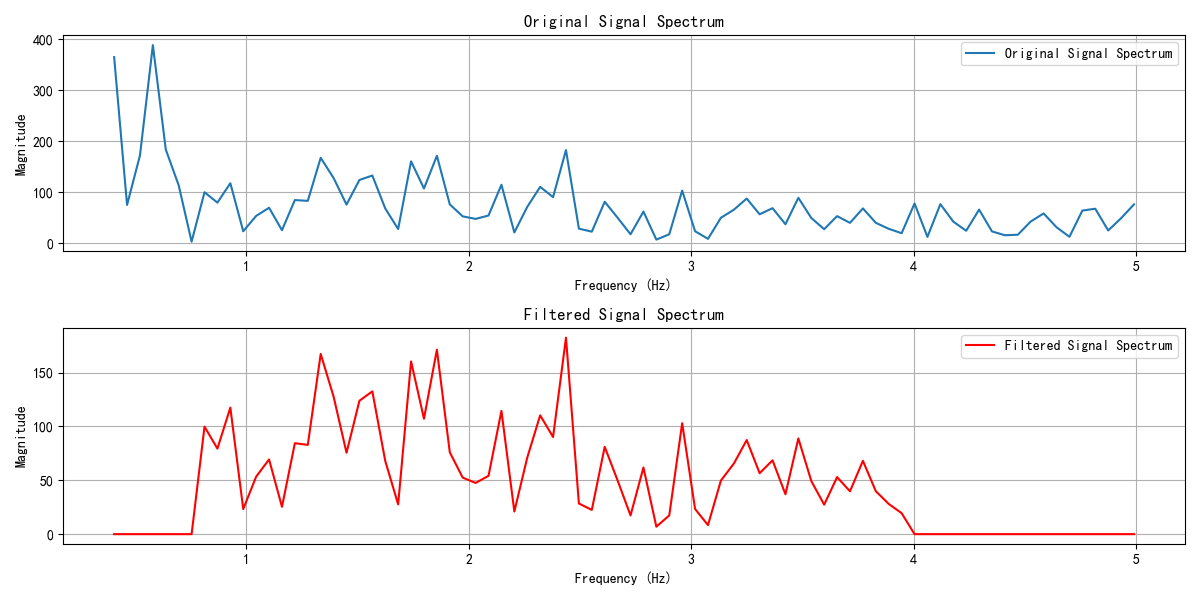 Original Signal Spectrum
400
300
200
100
0
Magnitude
Original Signal Spectrum
1
2
3
4
5
Frequency (Hz)
Filtered Signal Spectrum
150
100
50
0
Magnitude
Filtered Signal Spectrum
1
2
3
4
5
Frequency (Hz)